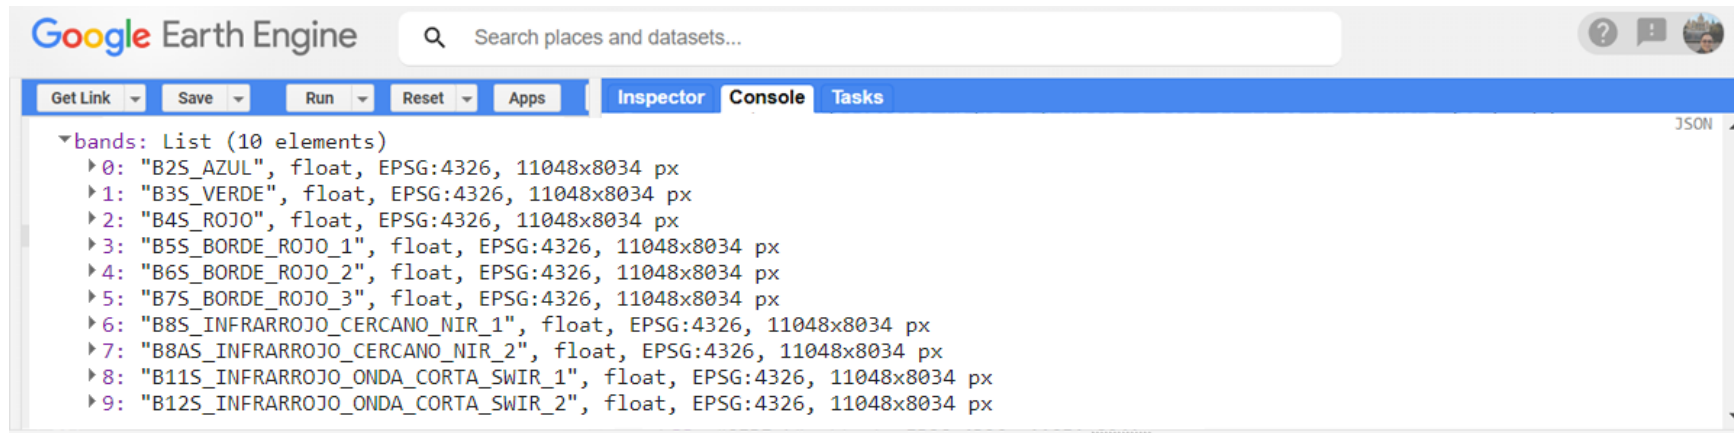 Google Earth Engine
Search places and datasets...
Get Link Save Run Reset Apps Inspector Console Tasks
JSON
bands: List (10 elements)
0: "B2S_AZUL", float, EPSG:4326, 11048x8034 px
1: "B3S_VERDE", float, EPSG:4326, 11048x8034 px
2: "B4S_ROJO", float, EPSG:4326, 11048x8034 px
3: "B5S_BORDE_ROJO_1", float, EPSG:4326, 11048x8034 px
4: "B6S_BORDE_ROJO_2", float, EPSG:4326, 11048x8034 px
5: "B7S_BORDE_ROJO_3", float, EPSG:4326, 11048x8034 px
6: "B8S_INFRARROJO_CERCANO_NIR_1", float, EPSG:4326, 11048x8034 px
7: "B8AS_INFRARROJO_CERCANO_NIR_2", float, EPSG:4326, 11048x8034 px
8: "B11S_INFRARROJO_ONDA_CORTA_SWIR_1", float, EPSG:4326, 11048x8034 px
9: "B12S_INFRARROJO_ONDA_CORTA_SWIR_2", float, EPSG:4326, 11048x8034 px